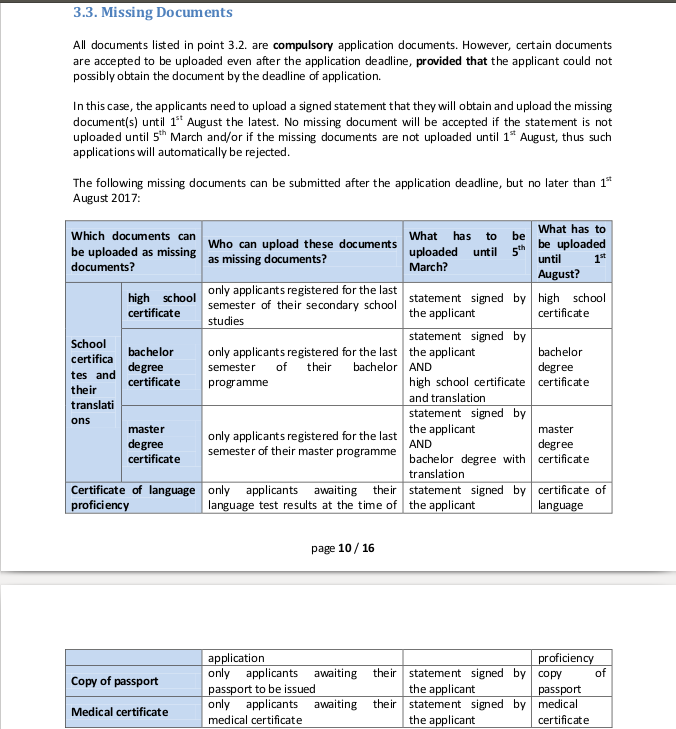 3.3. Missing Documents
All documents listed in point 3.2. are compulsory application documents. However, certain documents
are accepted to be uploaded even after the application deadline, provided that the applicant could not
possibly obtain the document by the deadline of application.
In this case, the applicants need to upload a signed statement that they will obtain and upload the missing
document(s) until 1st August the latest. No missing document will be accepted if the statement is not
uploaded until 5th March and/or if the missing documents are not uploaded until 1st August, thus such
applications will automatically be rejected.
The following missing documents can be submitted after the application deadline, but no later than 1st
August 2017:
Which documents can
be uploaded as missing
documents?
Who can upload these documents
as missing documents?
What has to be
uploaded until 5th
March?
What has to
be uploaded
until 1st
August?
School
certifica
tes and
their
translati
ons
high school
certificate
only applicants registered for the last
semester of their secondary school
studies
statement signed by
the applicant
high school
certificate
bachelor
degree
certificate
only applicants registered for the last
semester of their bachelor
programme
statement signed by
the applicant
AND
high school certificate
and translation
bachelor
degree
certificate
master
degree
certificate
only applicants registered for the last
semester of their master programme
statement signed by
the applicant
AND
bachelor degree with
translation
master
degree
certificate
Certificate of language
proficiency
only applicants awaiting their
language test results at the time of
statement signed by
the applicant
certificate of
language
page 10 / 16
application
proficiency
Copy of passport
only applicants awaiting their
passport to be issued
statement signed by
the applicant
copy of
passport
Medical certificate
only applicants awaiting their
medical certificate
statement signed by
the applicant
medical
certificate